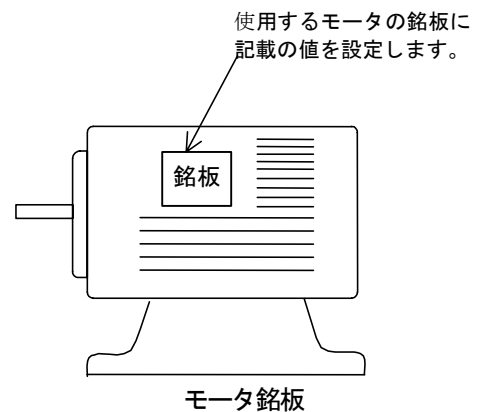 使用するモータの銘板に
記載の値を設定します。
銘板
モータ銘板